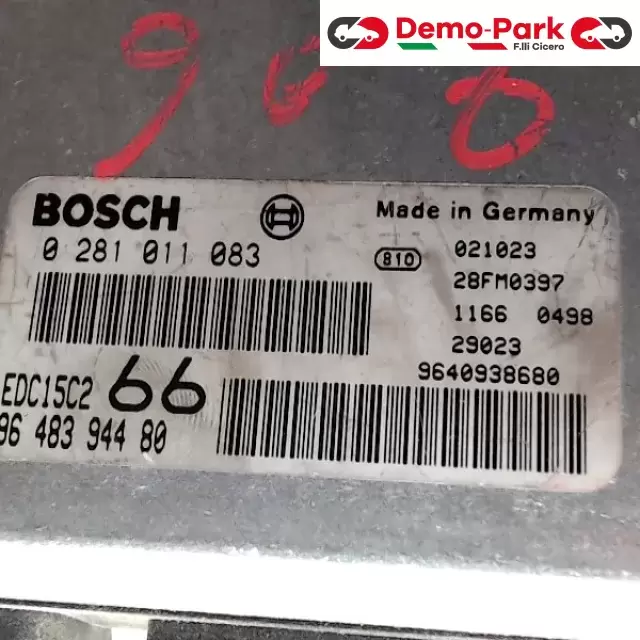 Demo-Park
F.lli Cicero
960
BOSCH
Made in Germany
0 281 011 083
810
021023
28FM0397
1166 0498
29023
EDC15C2 66
9640938680
96 483 944 80